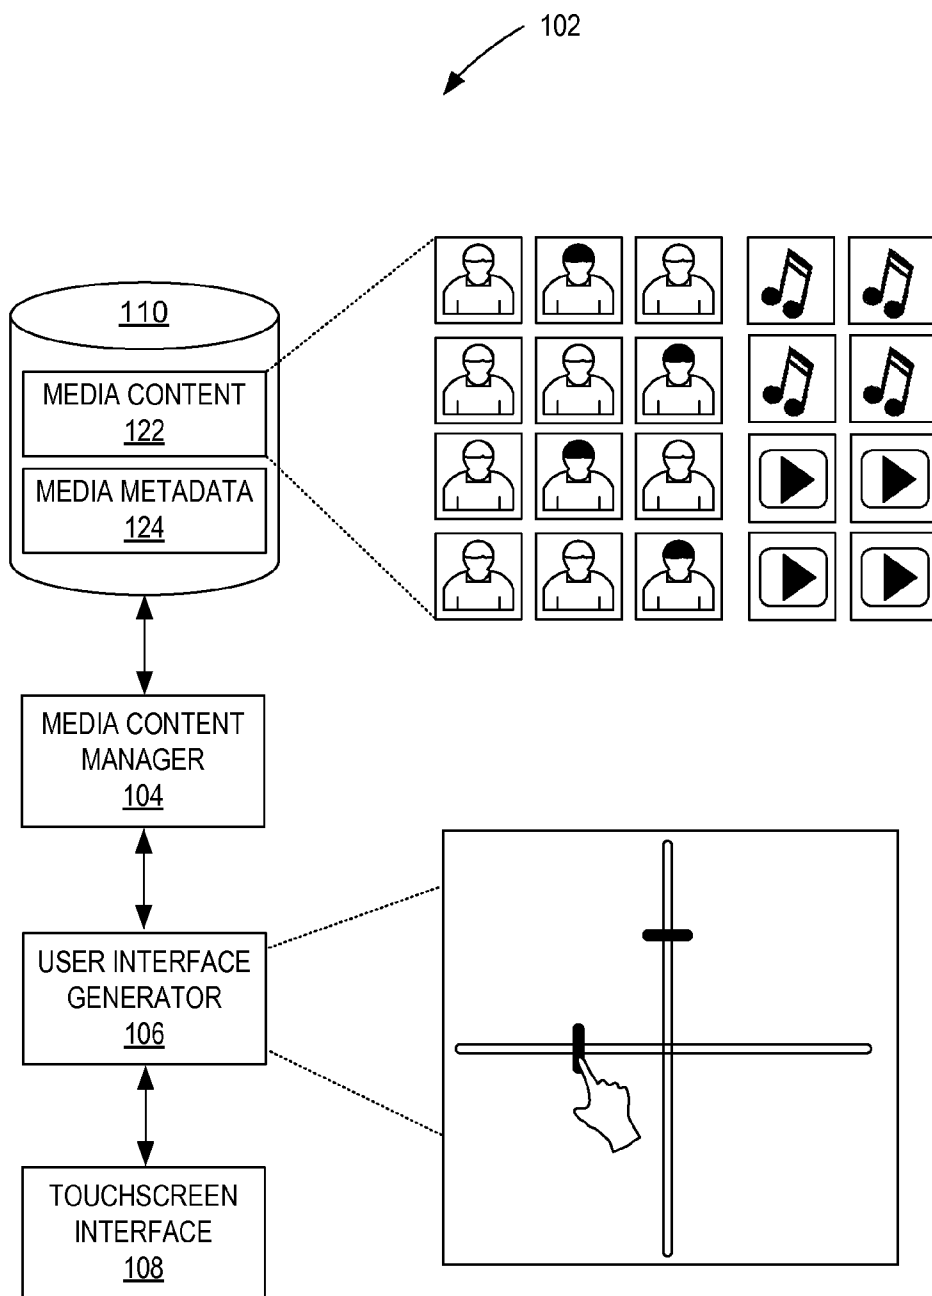 102
110
MEDIA CONTENT
122
MEDIA METADATA
124
MEDIA CONTENT
MANAGER
104
USER INTERFACE
GENERATOR
106
TOUCHSCREEN
INTERFACE
108